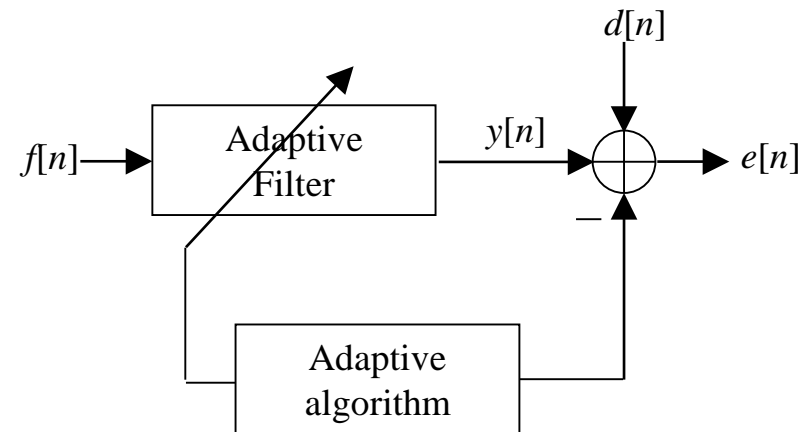 d[n]
f[n]
Adaptive
Filter
y[n]
e[n]
−
Adaptive
algorithm